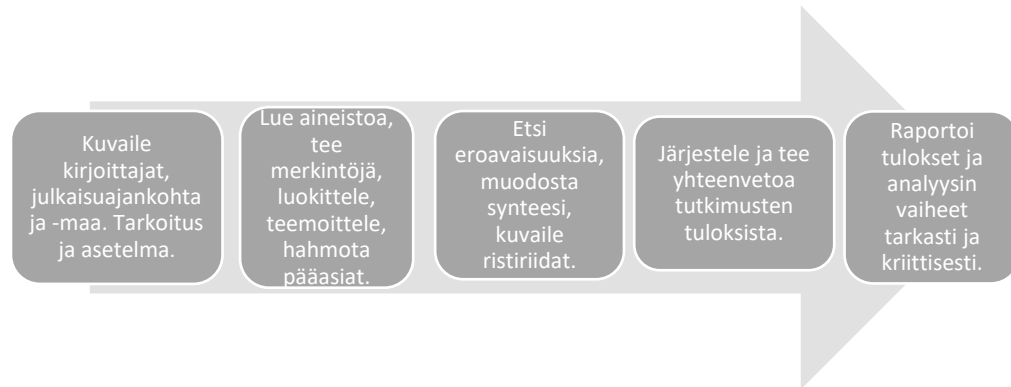 Kuvaile
kirjoittajat,
julkaisuajankohta
ja -maa. Tarkoitus
ja asetelma.
Lue aineistoa,
tee
merkintöjä,
luokittele,
teemoittele,
hahmota
pääasiat.
Etsi
eroavaisuuksia,
muodosta
synteesi,
kuvaile
ristiriidat.
Järjestele ja tee
yhteenvetoa
tutkimusten
tuloksista.
Raportoi
tulokset ja
analyysin
vaiheet
tarkasti ja
kriittisesti.